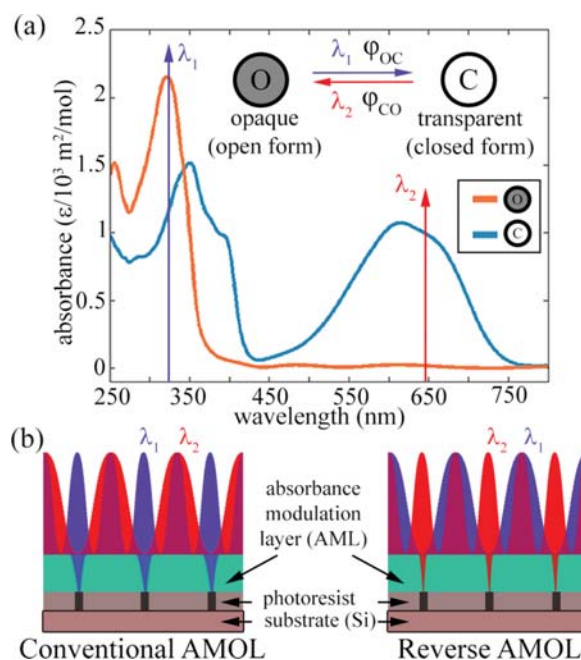 (a)
2.5
2
1.5
1
0.5
0
absorbance (ε/10³ m²/mol)
250 350 450 550 650 750
wavelength (nm)
λ₁
O
λ₁ φOC
λ₂ φCO
C
opaque
(open form)
transparent
(closed form)
λ₂
O
C
(b)
λ₁ λ₂
λ₂ λ₁
absorbance
modulation
layer (AML)
photoresist
substrate (Si)
Conventional AMOL
Reverse AMOL